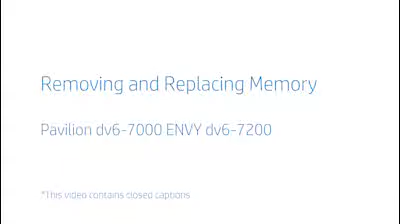 Removing and Replacing Memory
Pavilion dv6-7000 ENVY dv6-7200
*This video contains closed captions